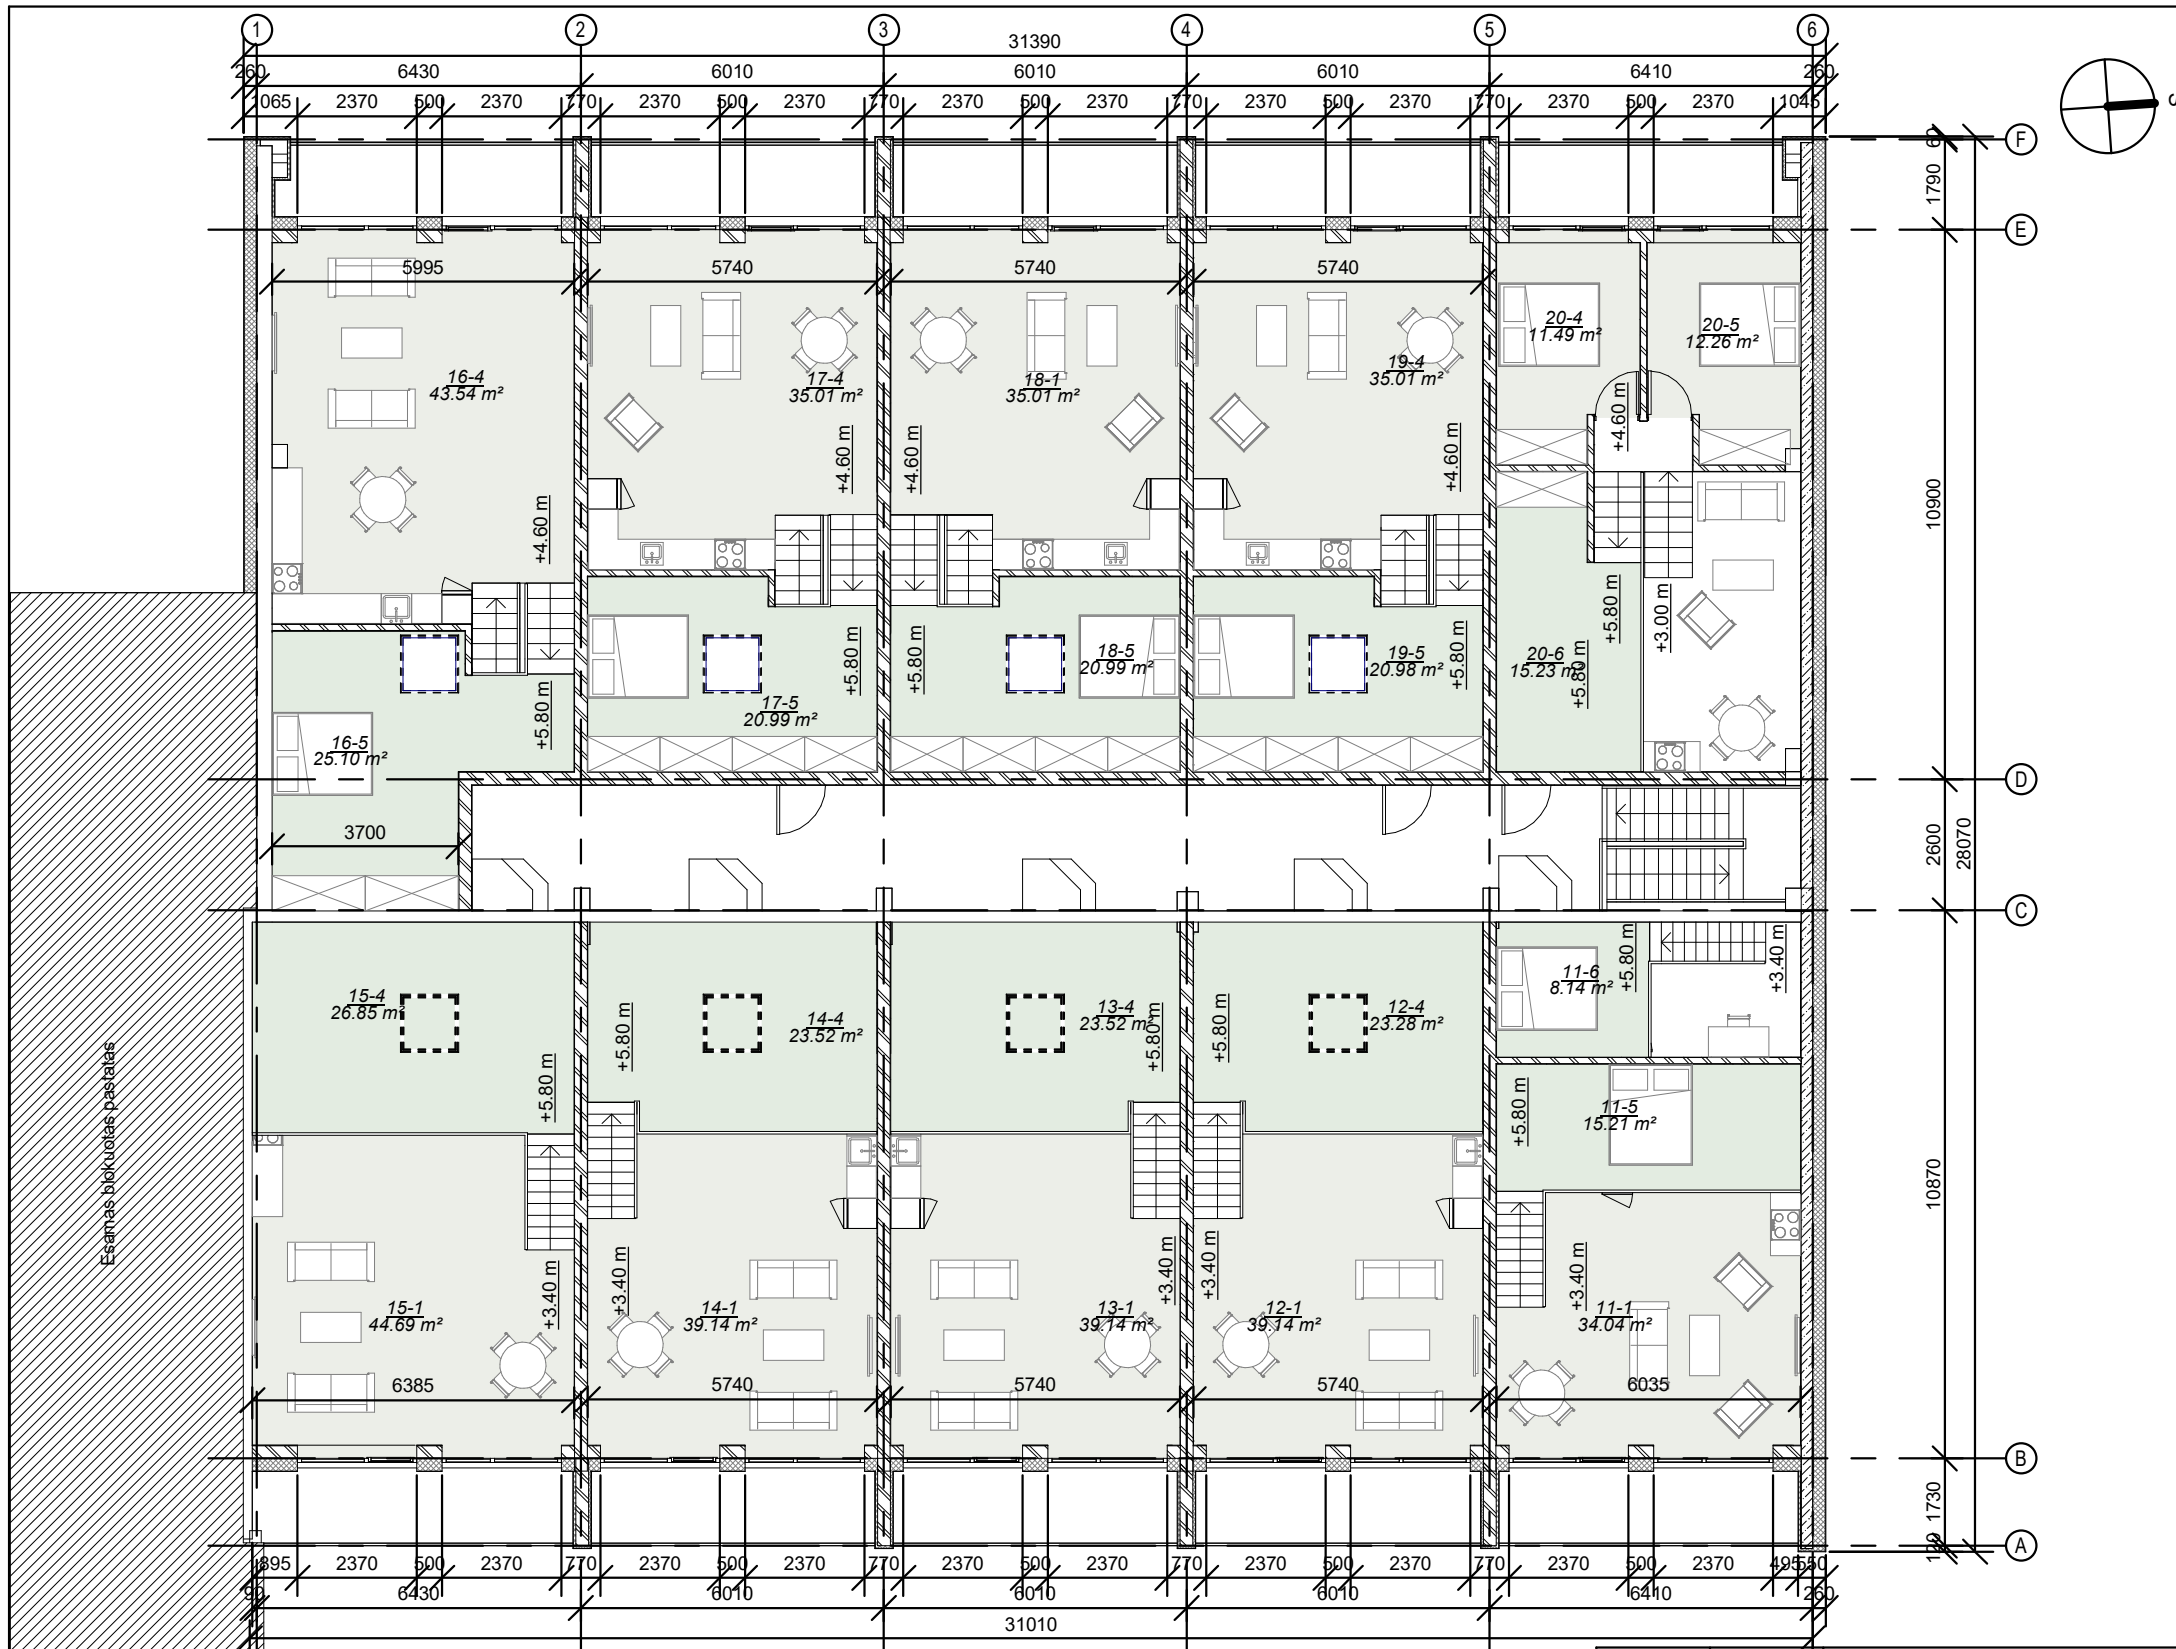 1 2 3 4 5 6
31390
260 6430 6010 6010 6010 6410 260
1065 2370 500 2370 770 2370 500 2370 770 2370 500 2370 770 2370 500 2370 770 2370 500 2370 1045
F
60
1790
E
5995 5740 5740 5740
20-4
11.49 m²
20-5
12.26 m²
16-4
43.54 m²
17-4
35.01 m²
18-1
35.01 m²
19-4
35.01 m²
+4.60 m
+4.60 m
+4.60 m
+4.60 m
+4.60 m
10900
+5.80 m
+3.00 m
+5.80 m
+5.80 m
+5.80 m
+5.80 m
+5.80 m
18-5
20.99 m²
19-5
20.98 m²
20-6
15.23 m²
17-5
20.99 m²
16-5
25.10 m²
D
3700
2600
28070
C
15-4
26.85 m²
14-4
23.52 m²
13-4
23.52 m²
12-4
23.28 m²
11-6
8.14 m²
+5.80 m
+3.40 m
+5.80 m
+5.80 m
+5.80 m
+5.80 m
+5.80 m
11-5
15.21 m²
Esamas blokuotas pastatas
10870
+3.40 m
+3.40 m
+3.40 m
+3.40 m
+3.40 m
15-1
44.69 m²
14-1
39.14 m²
13-1
39.14 m²
12-1
39.14 m²
11-1
34.04 m²
6385 5740 5740 5740 6035
B
1730
A
895 2370 500 2370 770 2370 500 2370 770 2370 500 2370 770 2370 500 2370 770 2370 500 2370 495 550
90 6430 6010 6010 6010 6410 260
31010